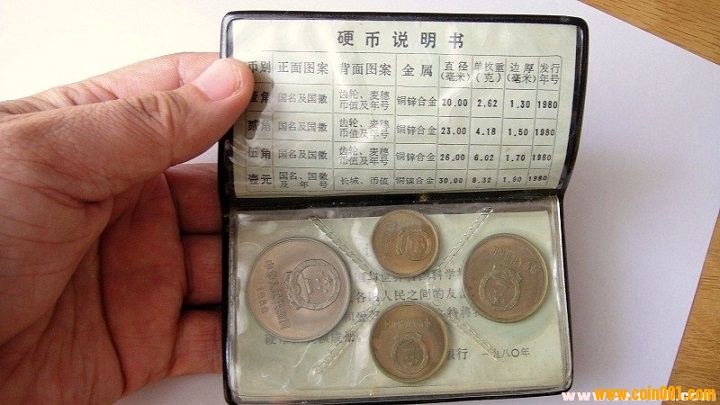 硬币说明书
币别 正面图案 背面图案 金属 直径(毫米) 单枚重(克) 边厚(毫米) 发行年号
壹角 国名及国徽 齿轮、麦穗币值及年号 铜锌合金 20.00 2.62 1.30 1980
贰角 国名及国徽 齿轮、麦穗币值及年号 铜锌合金 23.00 4.18 1.50 1980
伍角 国名及国徽 齿轮、麦穗币值及年号 铜锌合金 26.00 6.02 1.70 1980
壹元 国名、国徽及年号 长城、币值 铜镍合金 30.00 9.32 1.90 1980
1980
科学
人民之间的友
银行 一九八〇年
www.coin001.com